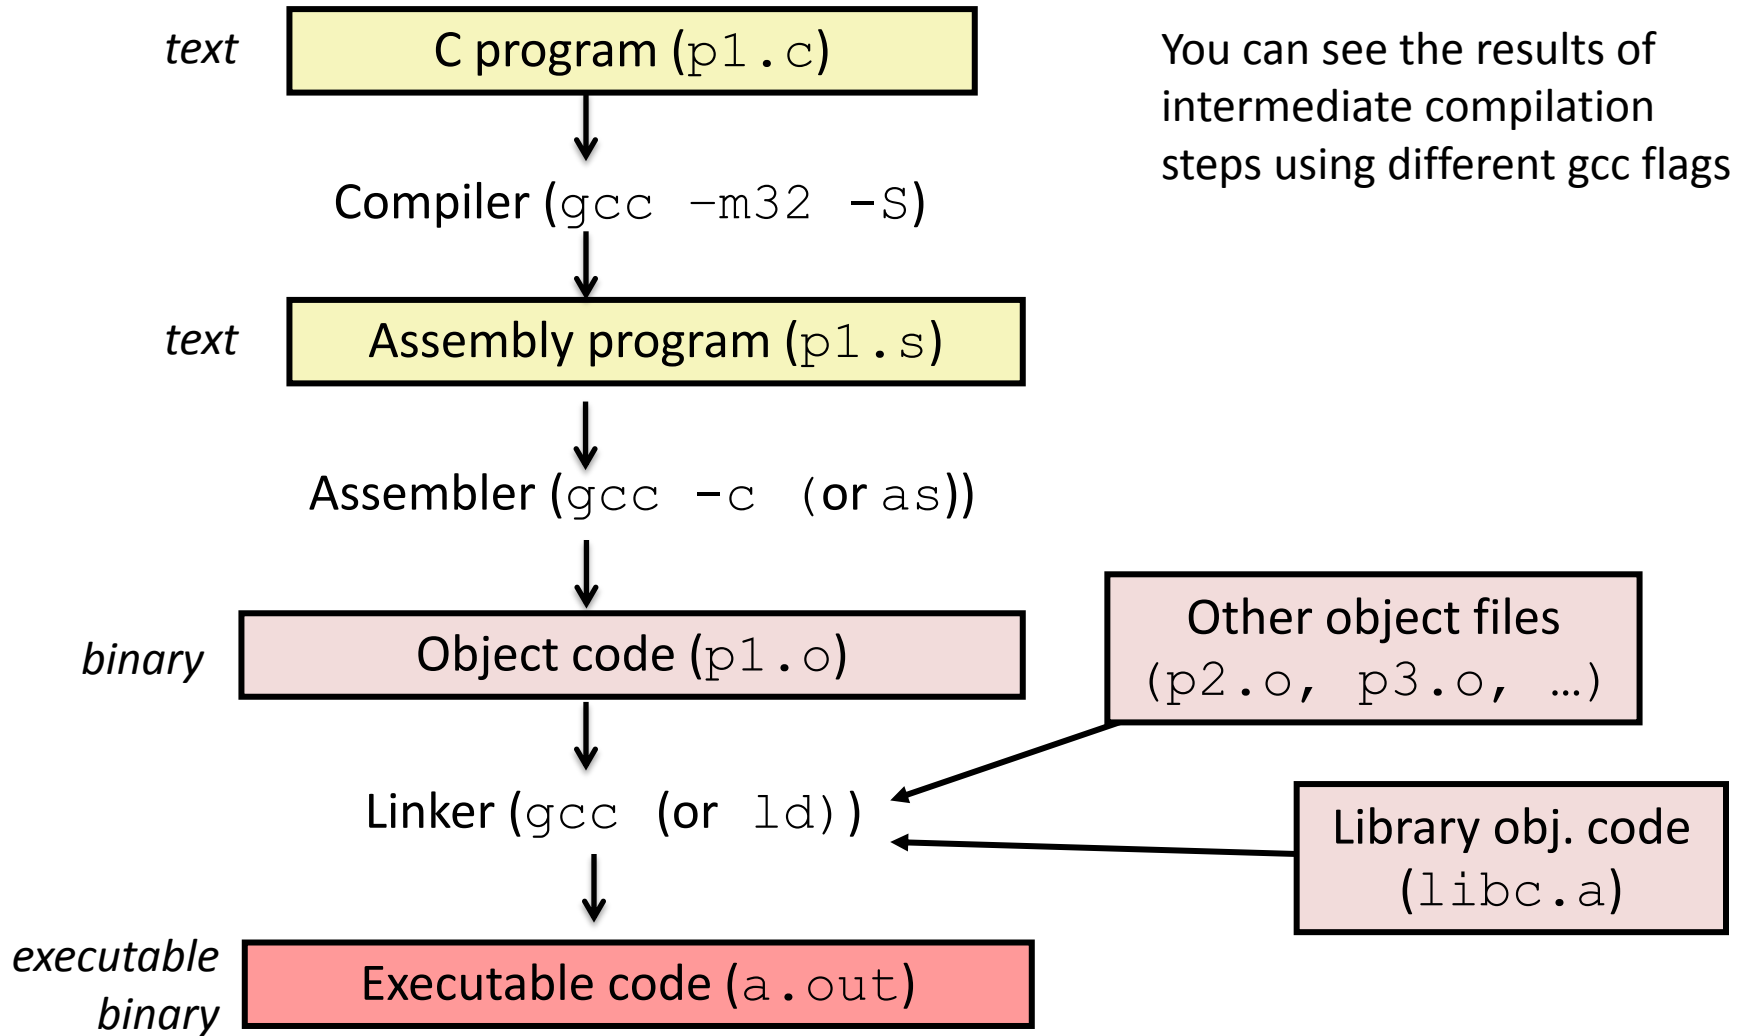 text
C program (p1.c)
You can see the results of
intermediate compilation
steps using different gcc flags
Compiler (gcc –m32 -S)
text
Assembly program (p1.s)
Assembler (gcc -c (or as))
binary
Object code (p1.o)
Other object files
(p2.o, p3.o, …)
Linker (gcc (or ld))
Library obj. code
(libc.a)
executable
binary
Executable code (a.out)